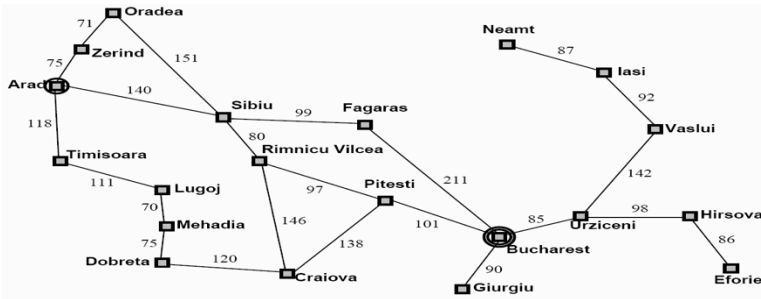 Oradea
71
Neamt
87
Zerind
151
Iasi
75
Arad
140
92
Sibiu
99
Fagaras
118
80
Vaslui
Timisoara
Rimnicu Vilcea
111
Lugoj
97
Pitesti
211
142
70
Mehadia
146
101
85
98
Hirsova
Urziceni
75
138
Bucharest
86
Dobreta
120
Craiova
90
Giurgiu
Eforie